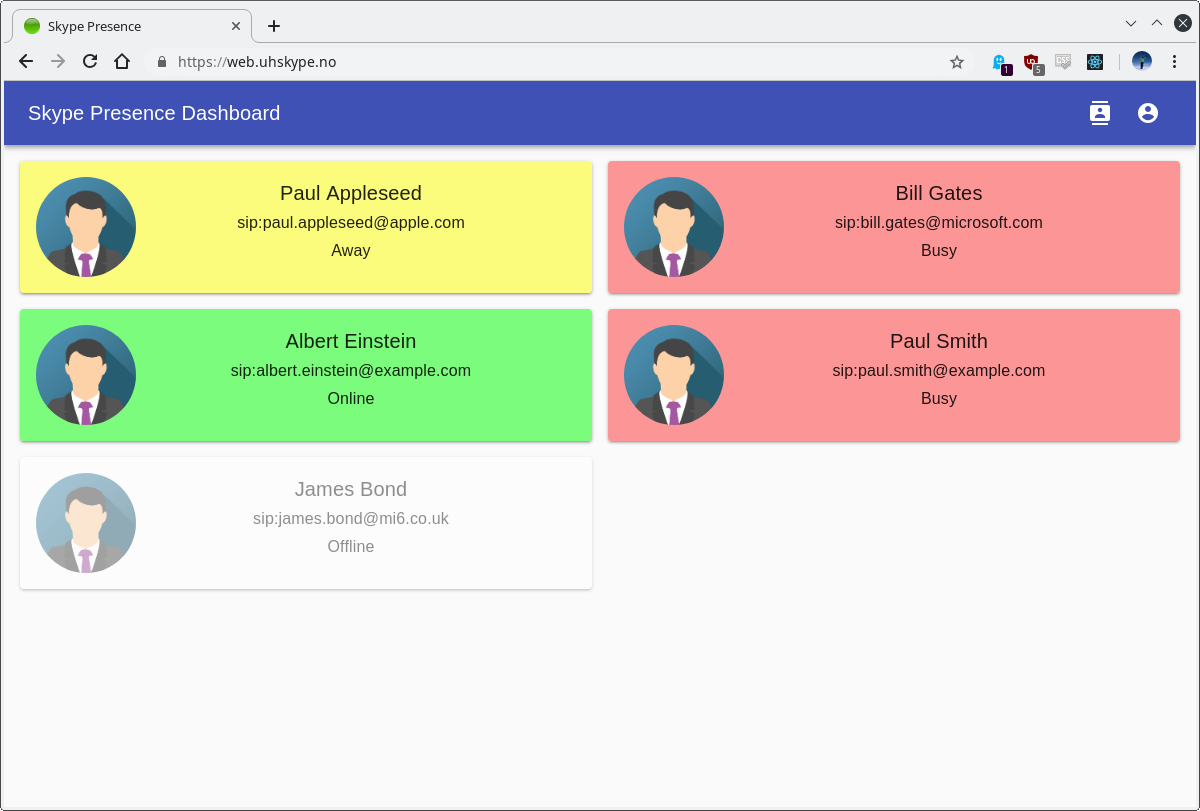 Skype Presence
https://web.uhskype.no
1
5
CSS
Skype Presence Dashboard
Paul Appleseed
sip:paul.appleseed@apple.com
Away
Bill Gates
sip:bill.gates@microsoft.com
Busy
Albert Einstein
sip:albert.einstein@example.com
Online
Paul Smith
sip:paul.smith@example.com
Busy
James Bond
sip:james.bond@mi6.co.uk
Offline